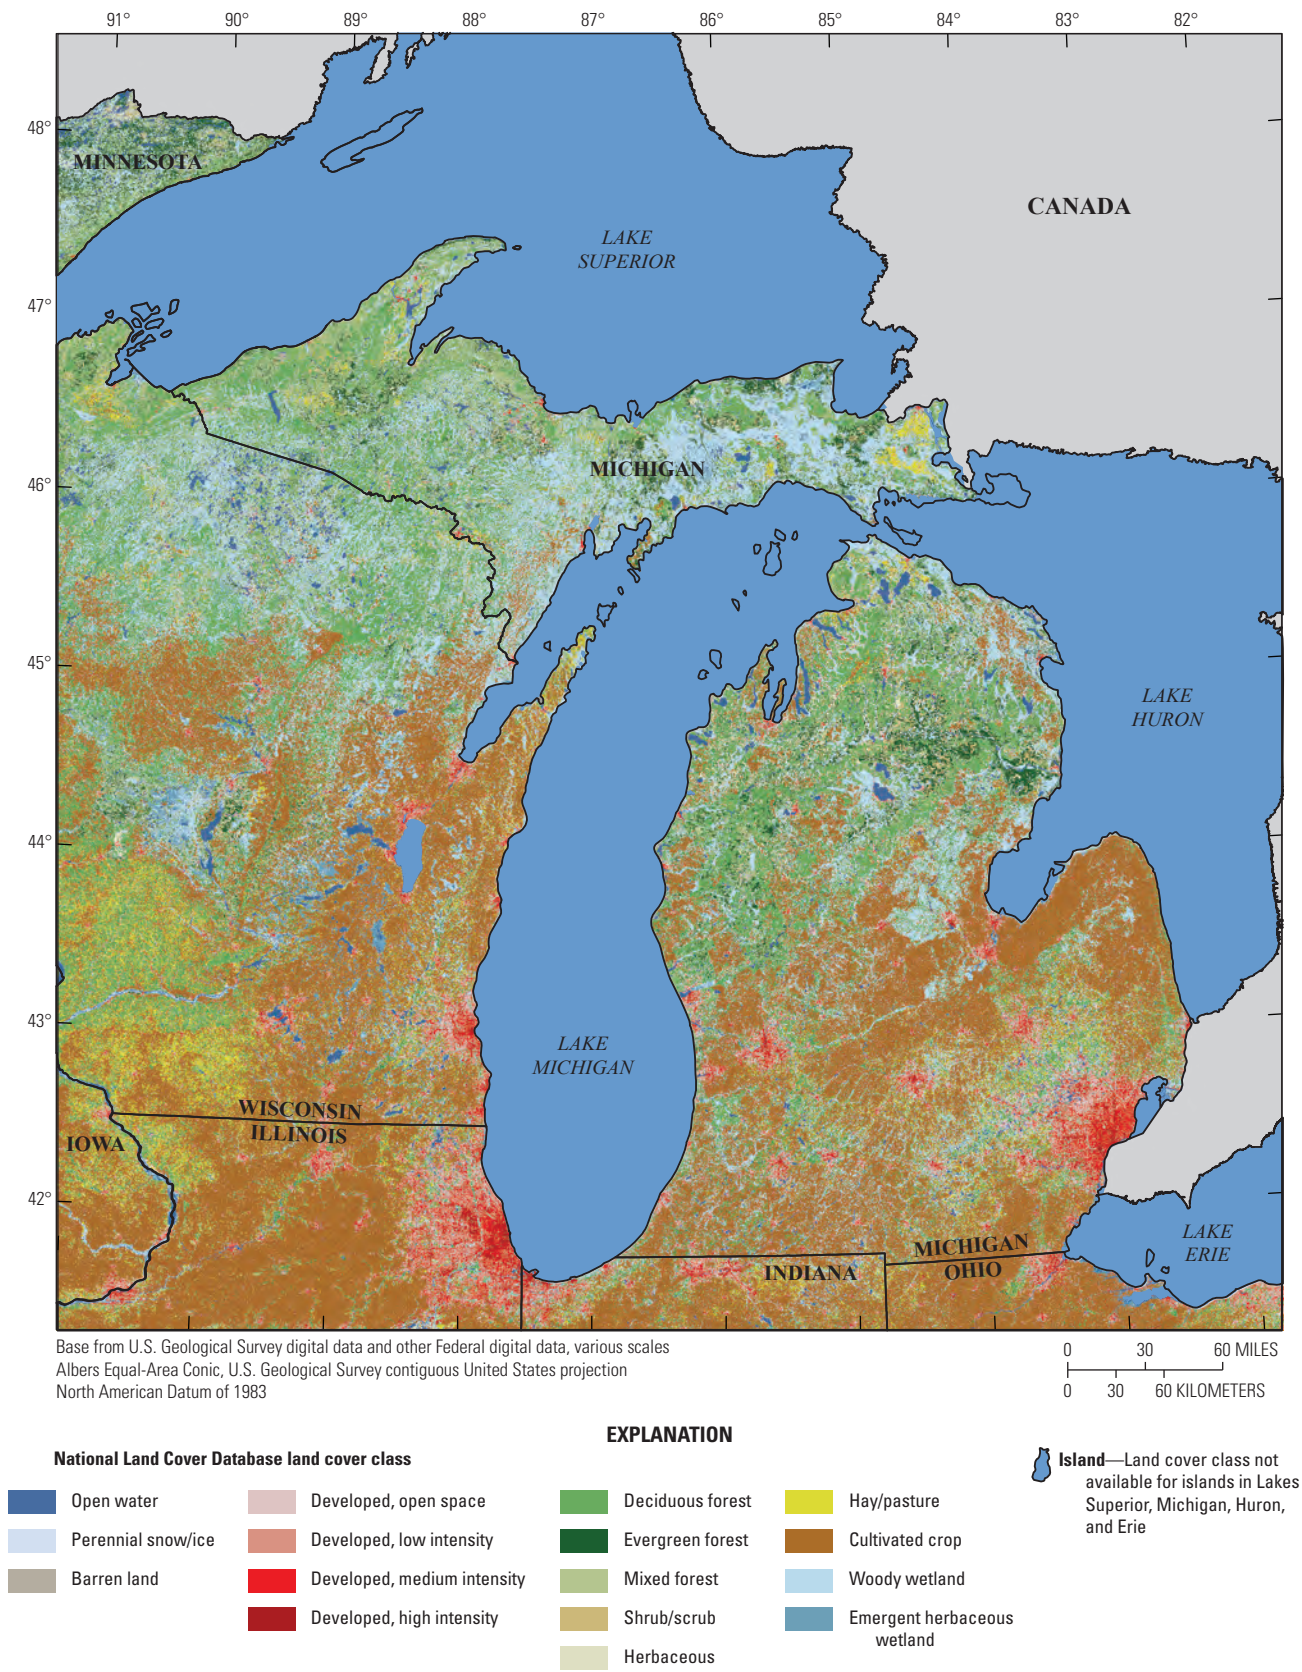 91° 90° 89° 88° 87° 86° 85° 84° 83° 82°
48°
MINNESOTA
CANADA
LAKE
SUPERIOR
47°
MICHIGAN
46°
45°
LAKE
HURON
44°
43°
LAKE
MICHIGAN
WISCONSIN
ILLINOIS
IOWA
42°
LAKE
ERIE
MICHIGAN
OHIO
INDIANA
Base from U.S. Geological Survey digital data and other Federal digital data, various scales
Albers Equal-Area Conic, U.S. Geological Survey contiguous United States projection
North American Datum of 1983
0 30 60 MILES
0 30 60 KILOMETERS
EXPLANATION
National Land Cover Database land cover class
Open water
Perennial snow/ice
Barren land
Developed, open space
Developed, low intensity
Developed, medium intensity
Developed, high intensity
Deciduous forest
Evergreen forest
Mixed forest
Shrub/scrub
Herbaceous
Hay/pasture
Cultivated crop
Woody wetland
Emergent herbaceous
wetland
Island—Land cover class not
available for islands in Lakes
Superior, Michigan, Huron,
and Erie